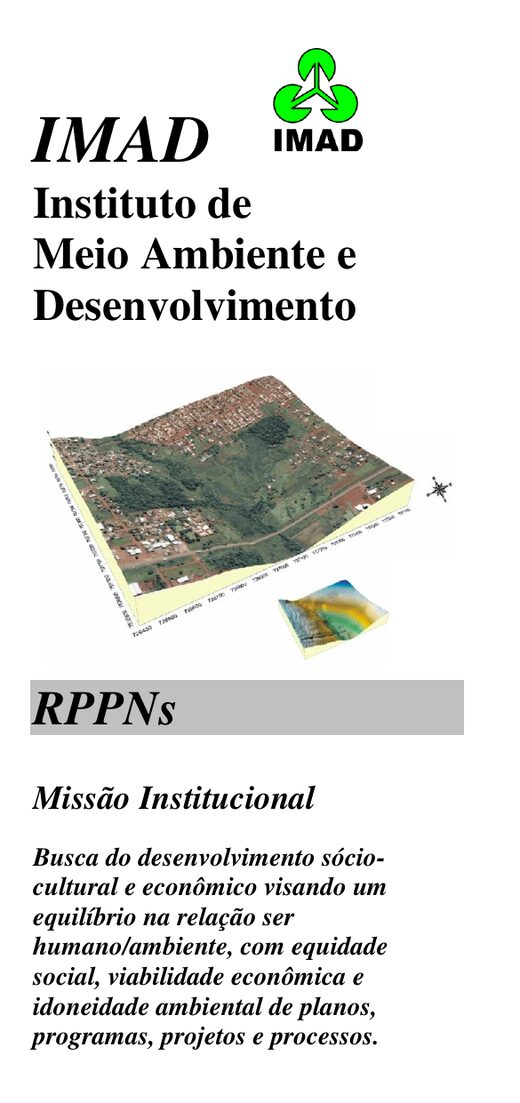 IMAD
IMAD
Instituto de
Meio Ambiente e
Desenvolvimento
RPPNs
Missão Institucional
Busca do desenvolvimento sócio-
cultural e econômico visando um
equilíbrio na relação ser
humano/ambiente, com equidade
social, viabilidade econômica e
idoneidade ambiental de planos,
programas, projetos e processos.